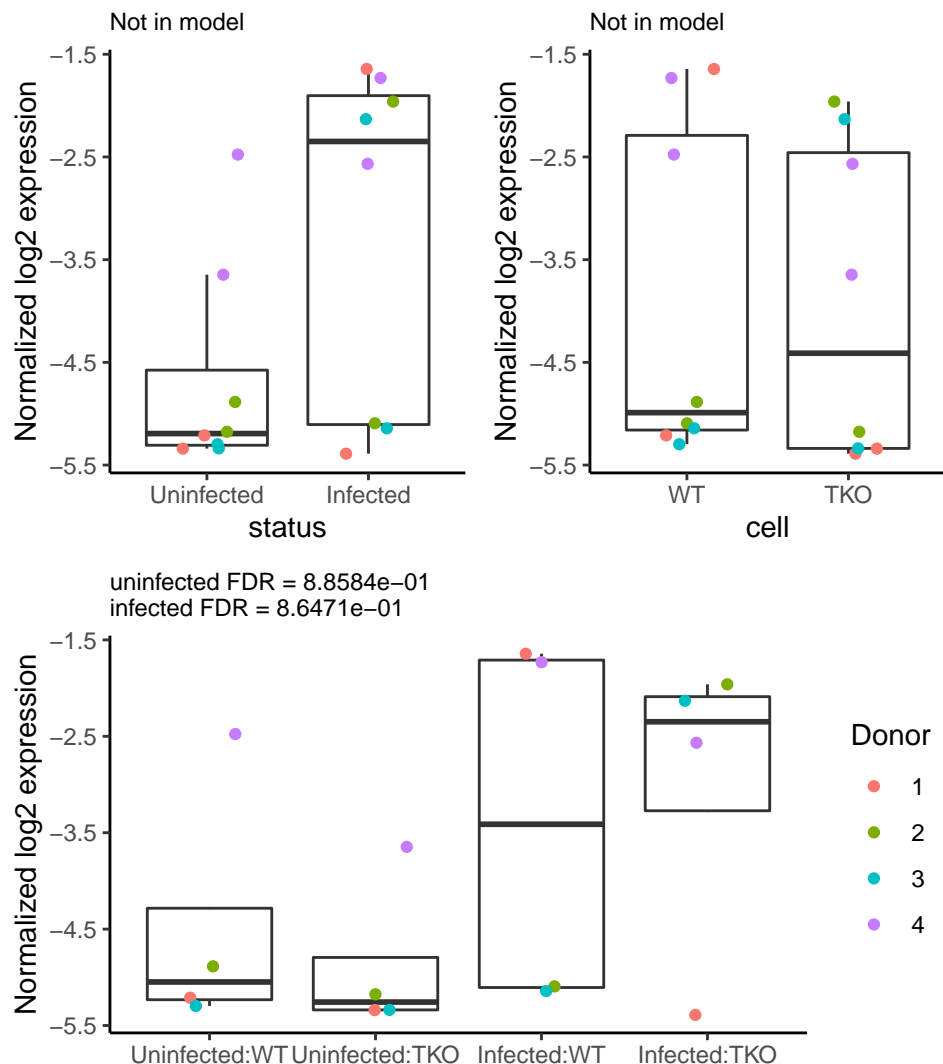 Not in model
Normalized log2 expression
−1.5
−2.5
−3.5
−4.5
−5.5
Uninfected
Infected
status
Not in model
Normalized log2 expression
−1.5
−2.5
−3.5
−4.5
−5.5
WT
TKO
cell
uninfected FDR = 8.8584e−01
infected FDR = 8.6471e−01
Normalized log2 expression
−1.5
−2.5
−3.5
−4.5
−5.5
Uninfected:WT
Uninfected:TKO
Infected:WT
Infected:TKO
Donor
1
2
3
4